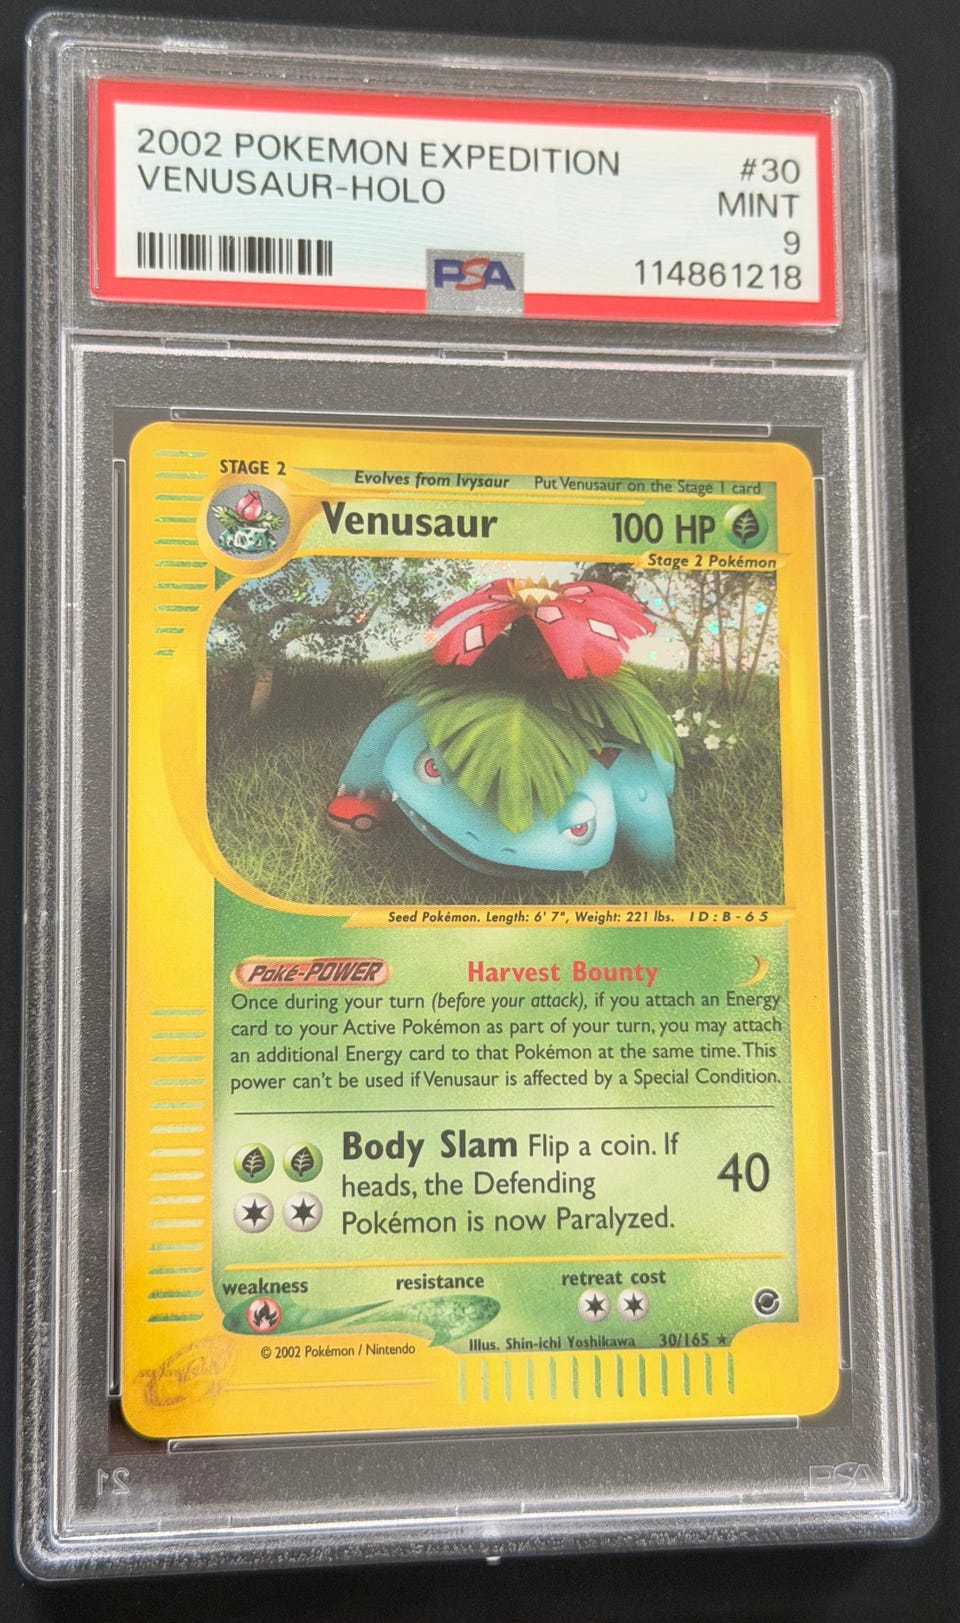 2002 POKEMON EXPEDITION #30
VENUSAUR-HOLO MINT
9
PSA 114861218
STAGE 2 Evolves from Ivysaur Put Venusaur on the Stage 1 card
Venusaur 100 HP
Stage 2 Pokémon
Seed Pokémon. Length: 6' 7", Weight: 221 lbs. ID:B-65
Poké-POWER Harvest Bounty
Once during your turn (before your attack), if you attach an Energy
card to your Active Pokémon as part of your turn, you may attach
an additional Energy card to that Pokémon at the same time. This
power can't be used if Venusaur is affected by a Special Condition.
Body Slam Flip a coin. If
heads, the Defending 40
Pokémon is now Paralyzed.
weakness resistance retreat cost
Illus. Shin-ichi Yoshikawa 30/165 ★
© 2002 Pokémon / Nintendo
21 PSA